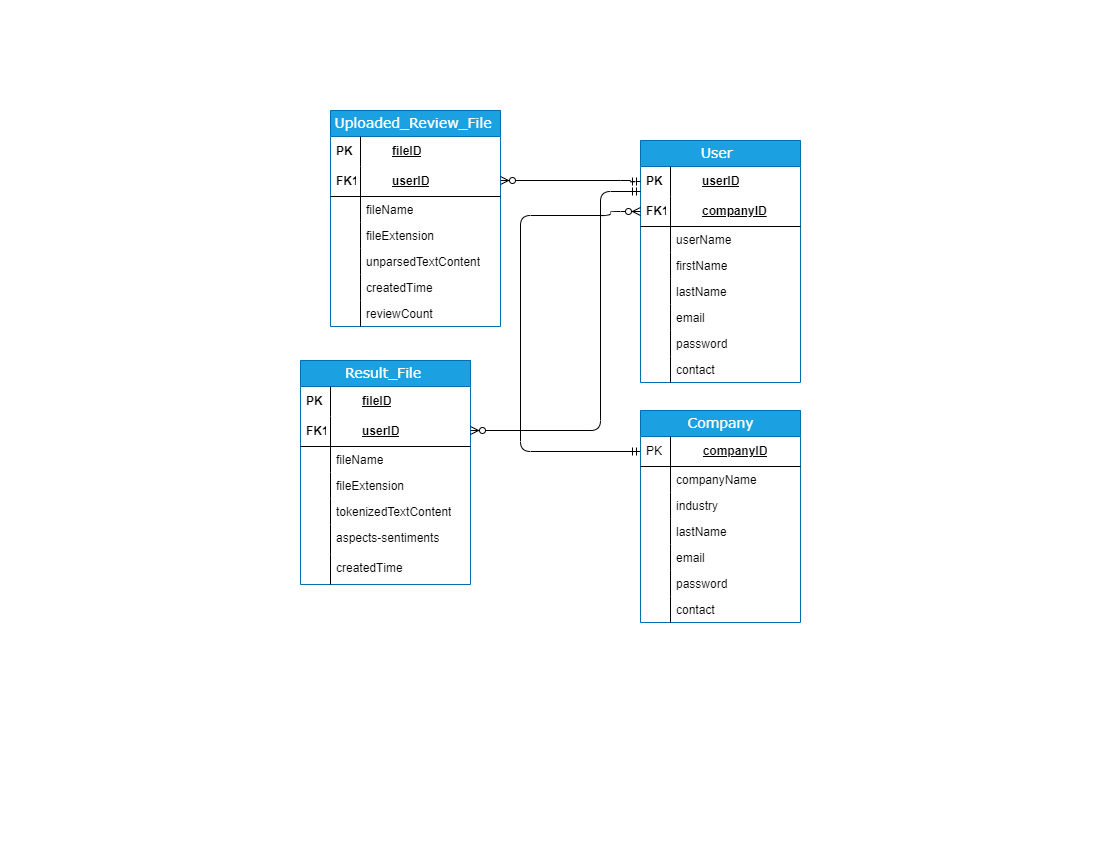 Uploaded_Review_File
PK fileID
FK1 userID
fileName
fileExtension
unparsedTextContent
createdTime
reviewCount
User
PK userID
FK1 companyID
userName
firstName
lastName
email
password
contact
Result_File
PK fileID
FK1 userID
fileName
fileExtension
tokenizedTextContent
aspects-sentiments
createdTime
Company
PK companyID
companyName
industry
lastName
email
password
contact